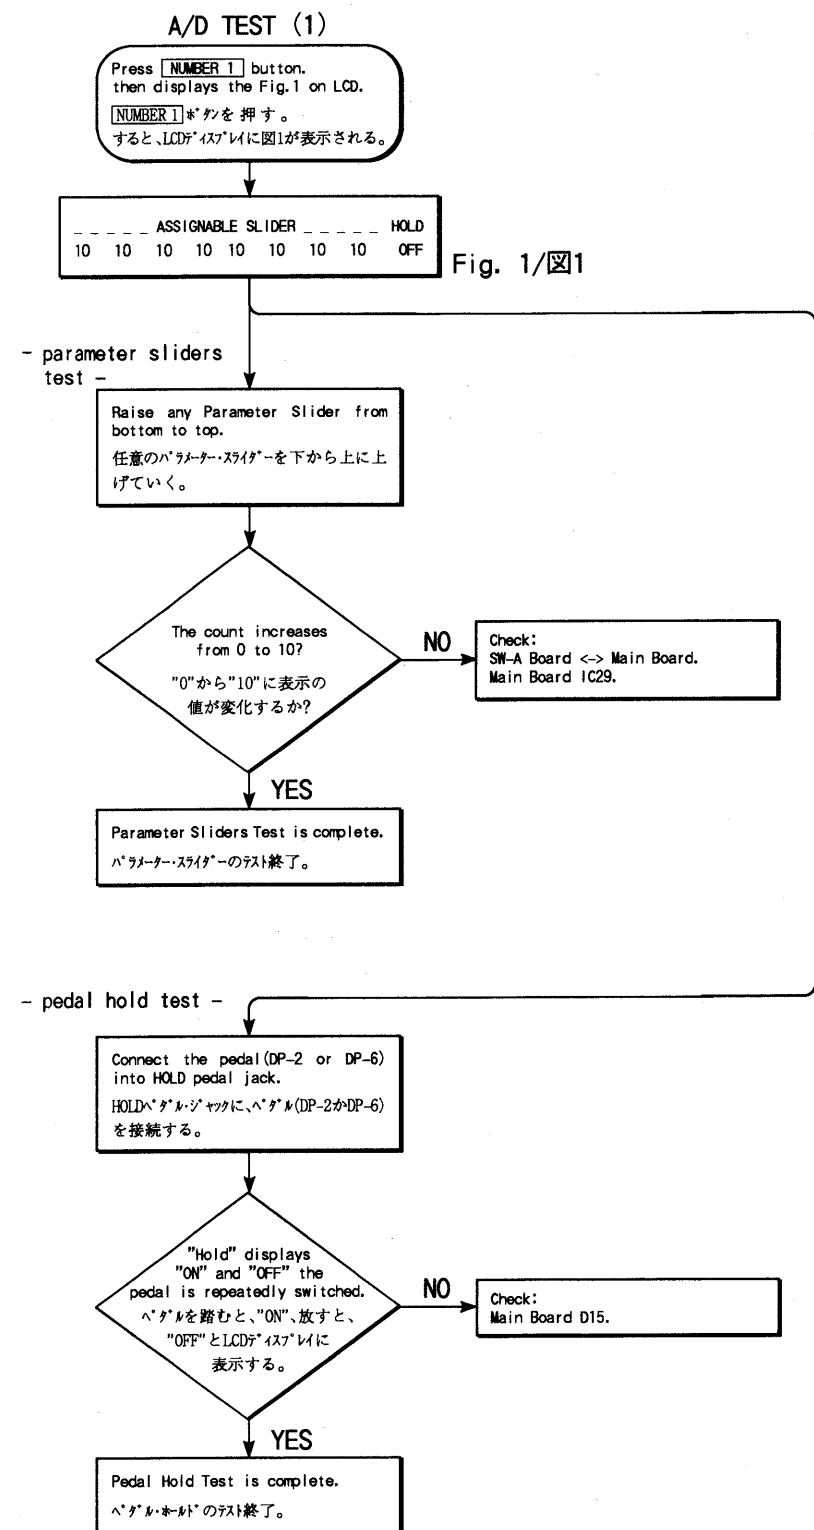 A/D TEST (1)
Press NUMBER 1 button.
then displays the Fig.1 on LCD.
NUMBER 1 ﾎﾞﾀﾝを押す。
すると、LCDﾃﾞｨｽﾌﾟﾚｲに図1が表示される。
_ _ _ _ _ ASSIGNABLE SLIDER _ _ _ _ _ HOLD
10 10 10 10 10 10 10 10 OFF
Fig. 1/図1
- parameter sliders
test -
Raise any Parameter Slider from
bottom to top.
任意のﾊﾟﾗﾒｰﾀｰ･ｽﾗｲﾀﾞｰを下から上に上
げていく。
The count increases
from 0 to 10?
"0"から"10"に表示の
値が変化するか?
NO
Check:
SW-A Board <-> Main Board.
Main Board IC29.
YES
Parameter Sliders Test is complete.
ﾊﾟﾗﾒｰﾀｰ･ｽﾗｲﾀﾞｰのﾃｽﾄ終了。
- pedal hold test -
Connect the pedal(DP-2 or DP-6)
into HOLD pedal jack.
HOLDﾍﾟﾀﾞﾙ･ｼﾞｬｯｸに、ﾍﾟﾀﾞﾙ(DP-2かDP-6)
を接続する。
"Hold" displays
"ON" and "OFF" the
pedal is repeatedly switched.
ﾍﾟﾀﾞﾙを踏むと、"ON"、放すと、
"OFF"とLCDﾃﾞｨｽﾌﾟﾚｲに
表示する。
NO
Check:
Main Board D15.
YES
Pedal Hold Test is complete.
ﾍﾟﾀﾞﾙ･ﾎｰﾙﾄﾞのﾃｽﾄ終了。